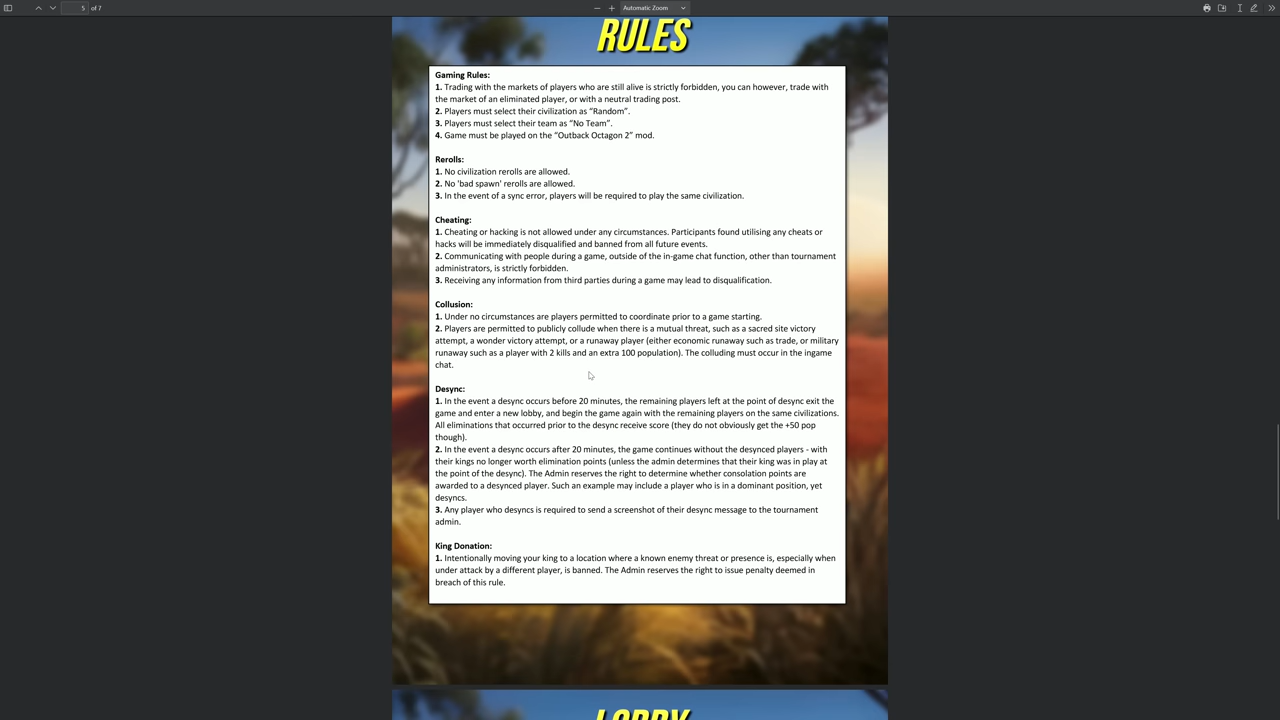 5 of 7
Automatic Zoom
RULES
Gaming Rules:
1. Trading with the markets of players who are still alive is strictly forbidden, you can however, trade with
the market of an eliminated player, or with a neutral trading post.
2. Players must select their civilization as “Random”.
3. Players must select their team as “No Team”.
4. Game must be played on the “Outback Octagon 2” mod.
Rerolls:
1. No civilization rerolls are allowed.
2. No 'bad spawn' rerolls are allowed.
3. In the event of a sync error, players will be required to play the same civilization.
Cheating:
1. Cheating or hacking is not allowed under any circumstances. Participants found utilising any cheats or
hacks will be immediately disqualified and banned from all future events.
2. Communicating with people during a game, outside of the in-game chat function, other than tournament
administrators, is strictly forbidden.
3. Receiving any information from third parties during a game may lead to disqualification.
Collusion:
1. Under no circumstances are players permitted to coordinate prior to a game starting.
2. Players are permitted to publicly collude when there is a mutual threat, such as a sacred site victory
attempt, a wonder victory attempt, or a runaway player (either economic runaway such as trade, or military
runaway such as a player with 2 kills and an extra 100 population). The colluding must occur in the ingame
chat.
Desync:
1. In the event a desync occurs before 20 minutes, the remaining players left at the point of desync exit the
game and enter a new lobby, and begin the game again with the remaining players on the same civilizations.
All eliminations that occurred prior to the desync receive score (they do not obviously get the +50 pop
though).
2. In the event a desync occurs after 20 minutes, the game continues without the desynced players - with
their kings no longer worth elimination points (unless the admin determines that their king was in play at
the point of the desync). The Admin reserves the right to determine whether consolation points are
awarded to a desynced player. Such an example may include a player who is in a dominant position, yet
desyncs.
3. Any player who desyncs is required to send a screenshot of their desync message to the tournament
admin.
King Donation:
1. Intentionally moving your king to a location where a known enemy threat or presence is, especially when
under attack by a different player, is banned. The Admin reserves the right to issue penalty deemed in
breach of this rule.
LOBBY